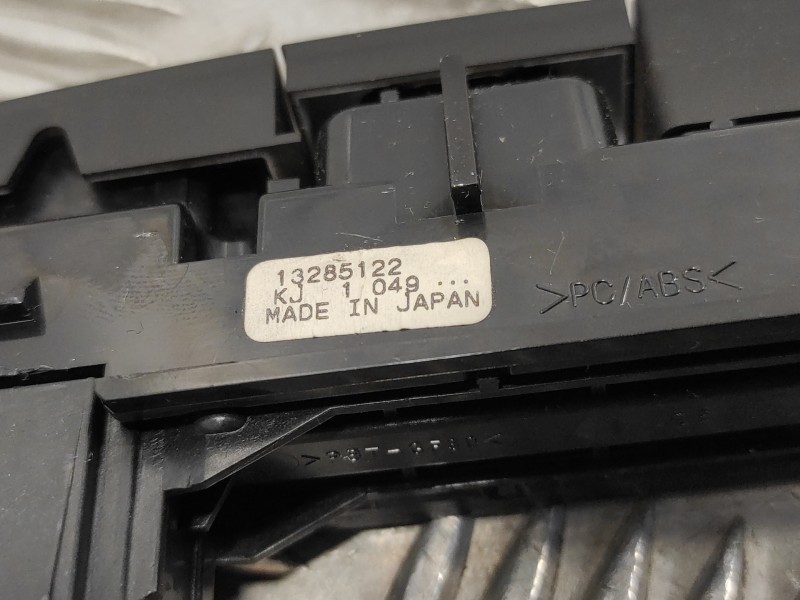 13285122
KJ 1 049 ...
MADE IN JAPAN
>PC/ABS<